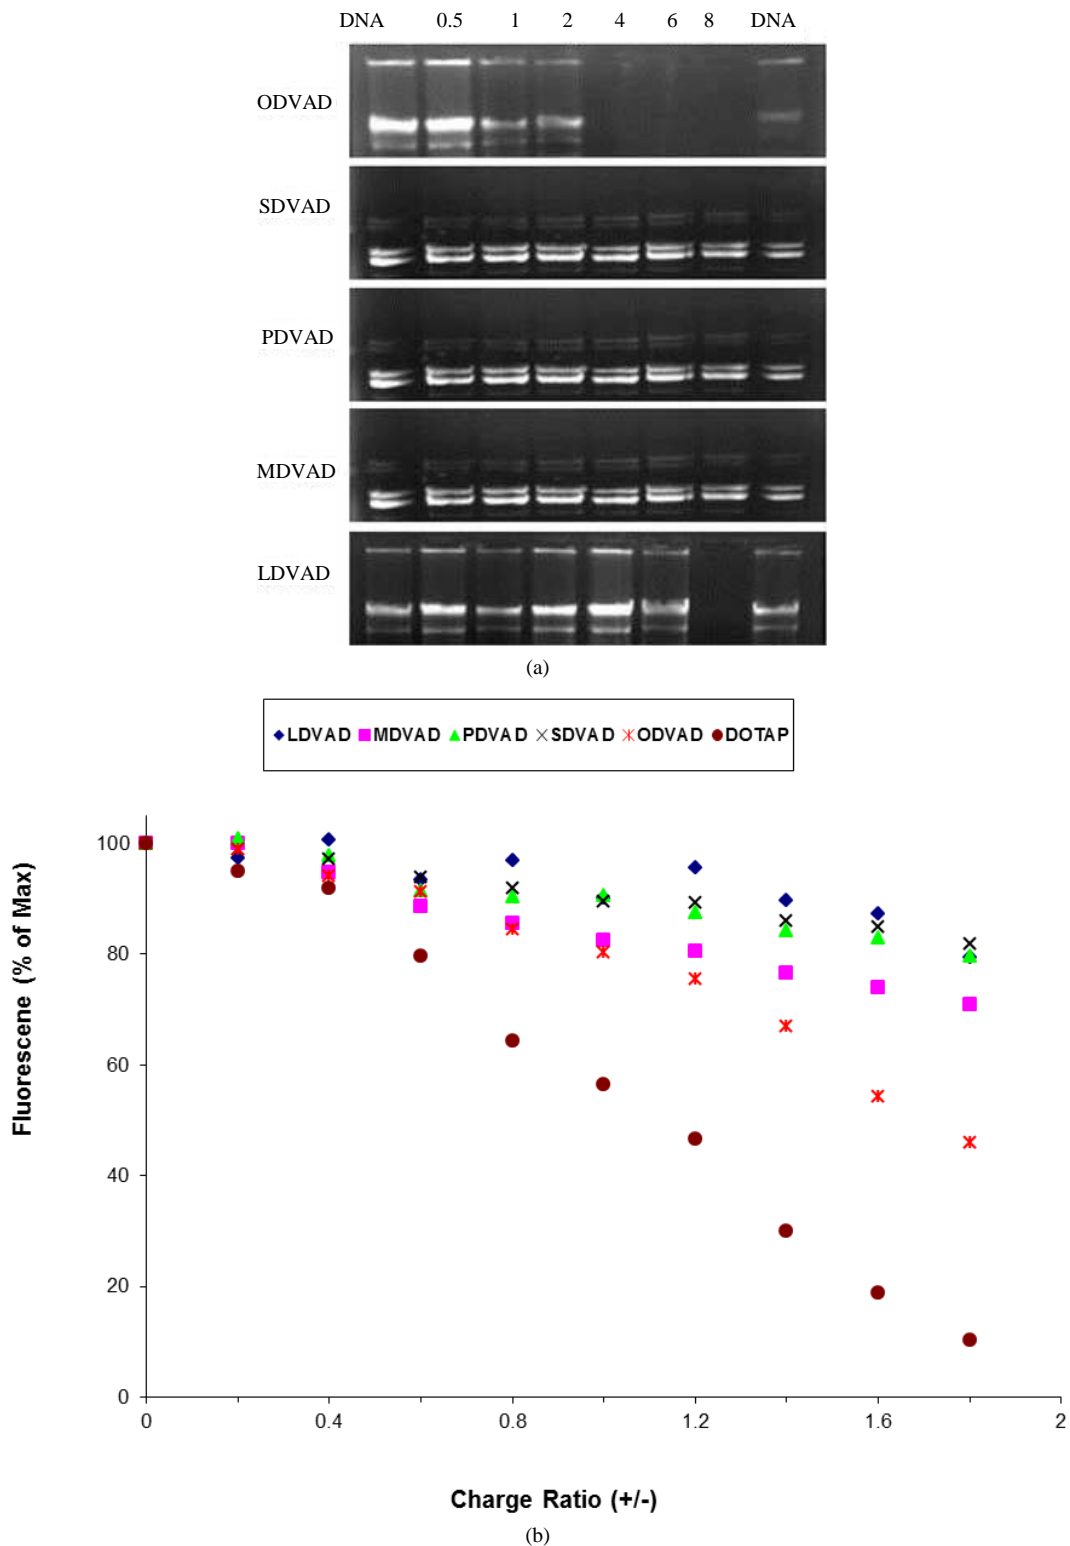 DNA 0.5 1 2 4 6 8 DNA
ODVAD
SDVAD
PDVAD
MDVAD
LDVAD
(a)
LDVAD MDVAD PDVAD SDVAD ODVAD DOTAP
Fluorescene (% of Max)
100
80
60
40
20
0
0 0.4 0.8 1.2 1.6 2
Charge Ratio (+/-)
(b)